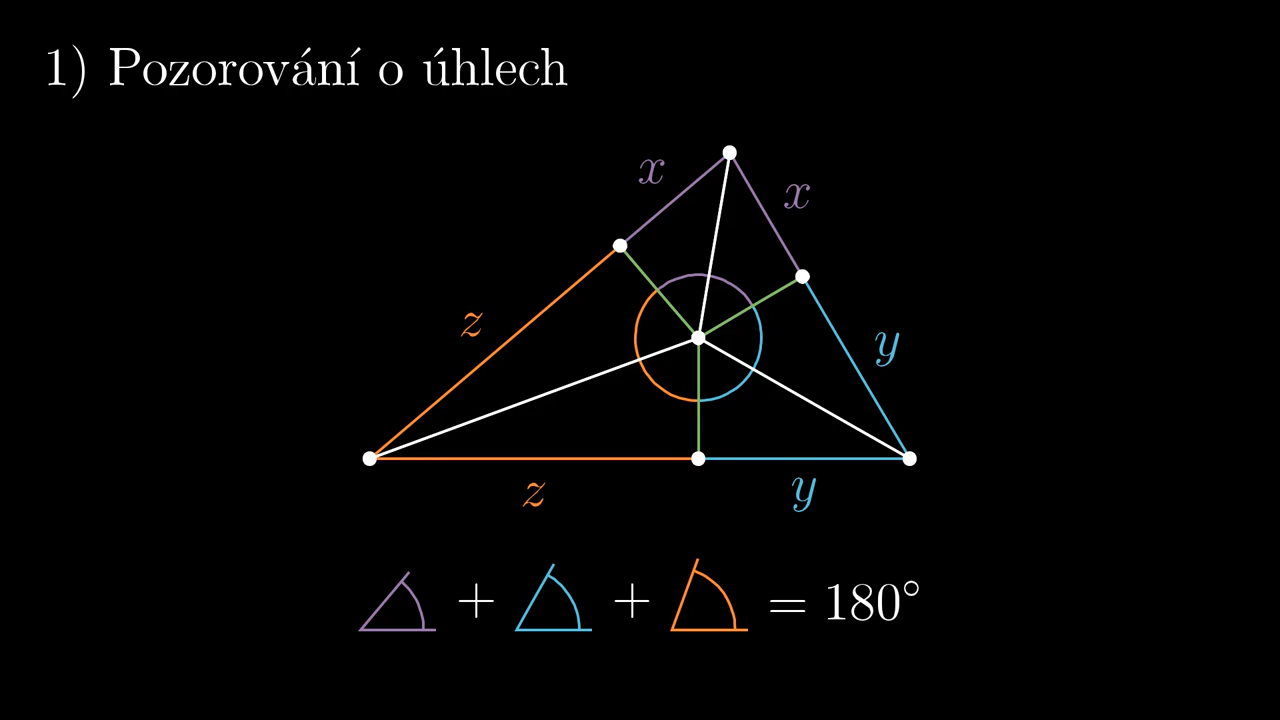 1) Pozorování o úhlech
x
x
z
y
z
y
+ + = 180°